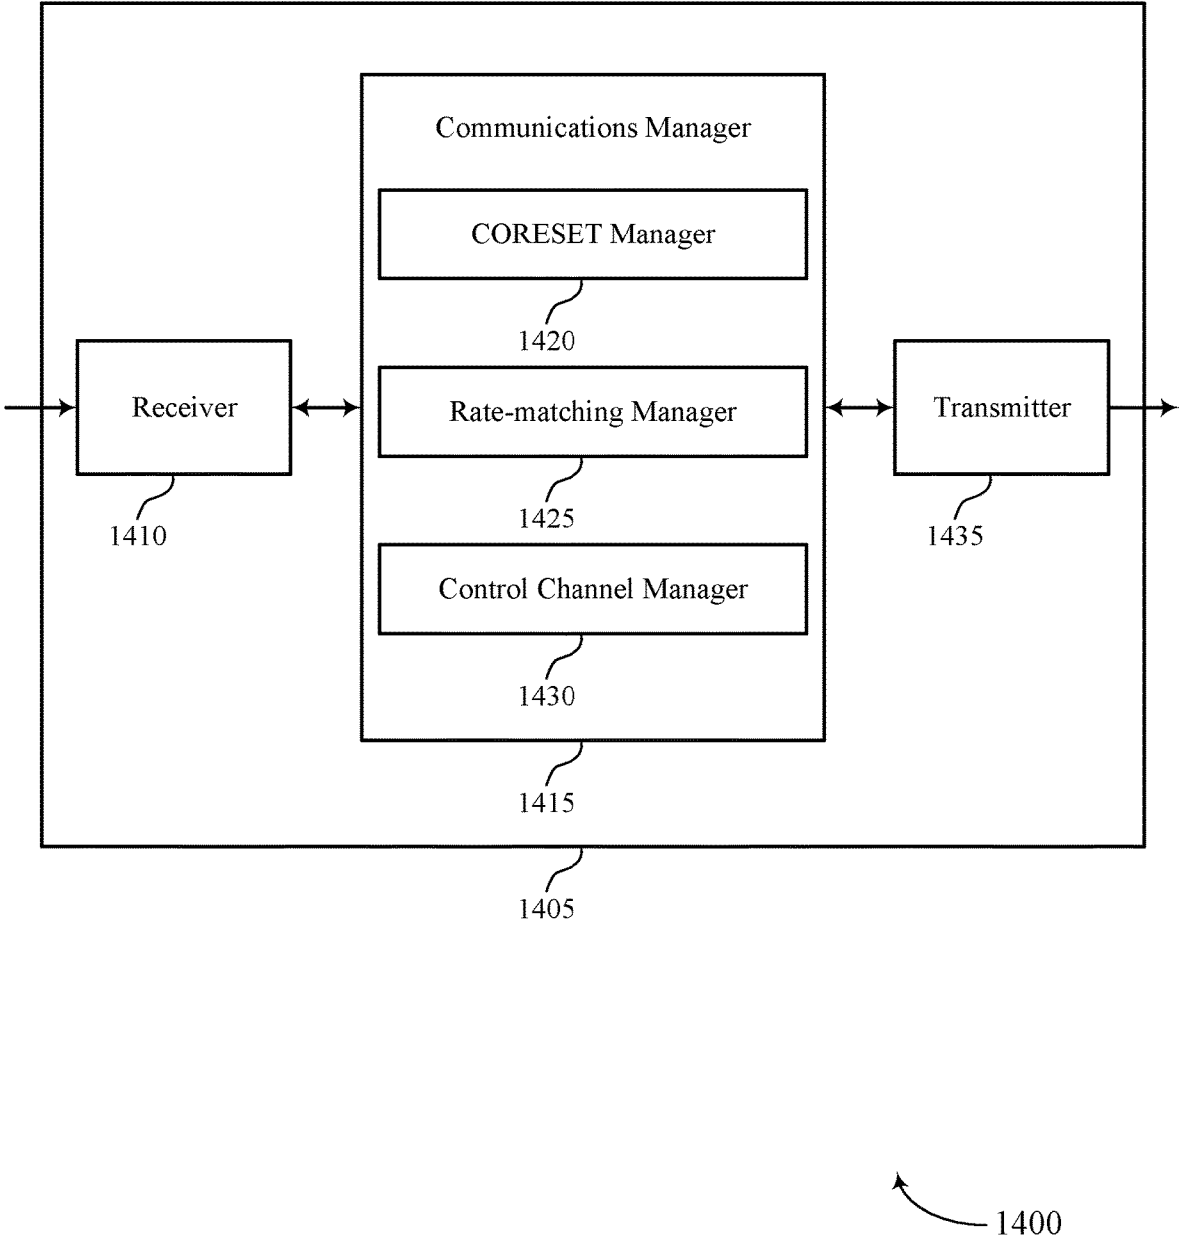 Communications Manager
CORESET Manager
1420
Receiver
Rate-matching Manager
Transmitter
1410
1425
1435
Control Channel Manager
1430
1415
1405
1400